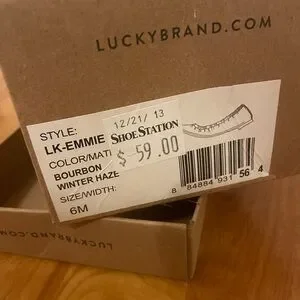 LUCKYBRAND.COM
STYLE:
LK-EMMIE
12/21/ 13
SHOE STATION
$ 59.00
COLOR/MATL
BOURBON
WINTER HAZE
SIZE/WIDTH:
6M
8 84884 931 56 4
LUCKYBRAND.COM